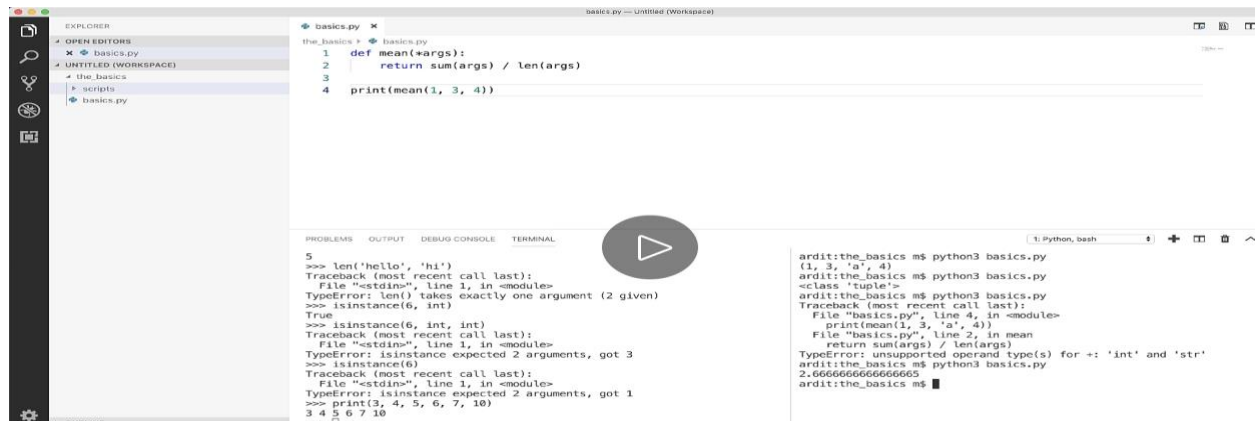 basics.py — Untitled (Workspace)
EXPLORER
OPEN EDITORS
basics.py
UNTITLED (WORKSPACE)
the_basics
scripts
basics.py
basics.py
the_basics basics.py
1 def mean(*args):
2 return sum(args) / len(args)
3
4 print(mean(1, 3, 4))
PROBLEMS OUTPUT DEBUG CONSOLE TERMINAL
1: Python, bash
5
>>> len('hello', 'hi')
Traceback (most recent call last):
File "<stdin>", line 1, in <module>
TypeError: len() takes exactly one argument (2 given)
>>> isinstance(6, int)
True
>>> isinstance(6, int, int)
Traceback (most recent call last):
File "<stdin>", line 1, in <module>
TypeError: isinstance expected 2 arguments, got 3
>>> isinstance(6)
Traceback (most recent call last):
File "<stdin>", line 1, in <module>
TypeError: isinstance expected 2 arguments, got 1
>>> print(3, 4, 5, 6, 7, 10)
3 4 5 6 7 10
ardit:the_basics m$ python3 basics.py
(1, 3, 'a', 4)
<class 'tuple'>
ardit:the_basics m$ python3 basics.py
Traceback (most recent call last):
File "basics.py", line 4, in <module>
print(mean(1, 3, 'a', 4))
File "basics.py", line 2, in mean
return sum(args) / len(args)
TypeError: unsupported operand type(s) for +: 'int' and 'str'
ardit:the_basics m$ python3 basics.py
2.6666666666666665
ardit:the_basics m$